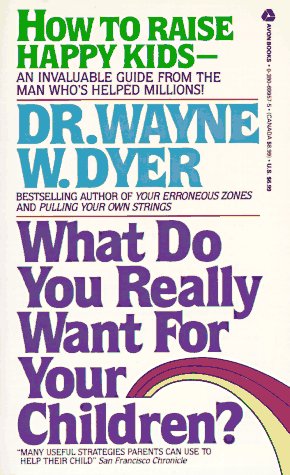 HOW TO RAISE
HAPPY KIDS—
AN INVALUABLE GUIDE FROM THE
MAN WHO'S HELPED MILLIONS!
DR. WAYNE
W. DYER
BESTSELLING AUTHOR OF YOUR ERRONEOUS ZONES
AND PULLING YOUR OWN STRINGS
What Do
You Really
Want For
Your
Children?
"MANY USEFUL STRATEGIES PARENTS CAN USE TO
HELP THEIR CHILD" San Francisco Chronicle
AVON BOOKS